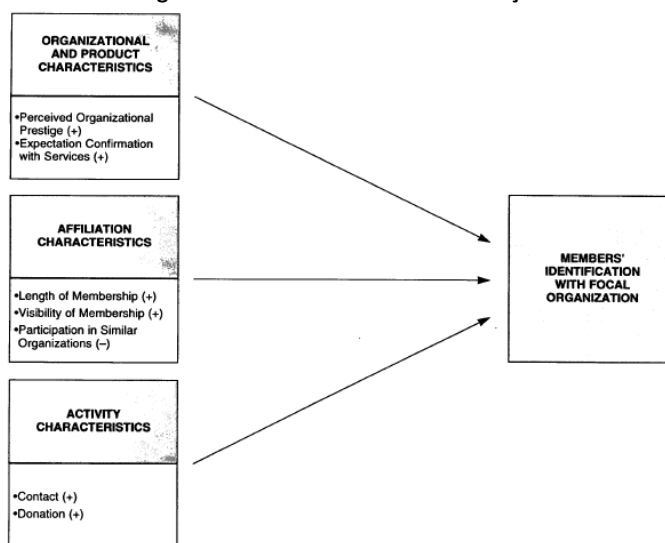 ORGANIZATIONAL
AND PRODUCT
CHARACTERISTICS
•Perceived Organizational
Prestige (+)
•Expectation Confirmation
with Services (+)
AFFILIATION
CHARACTERISTICS
•Length of Membership (+)
•Visibility of Membership (+)
•Participation in Similar
Organizations (–)
ACTIVITY
CHARACTERISTICS
•Contact (+)
•Donation (+)
MEMBERS'
IDENTIFICATION
WITH FOCAL
ORGANIZATION